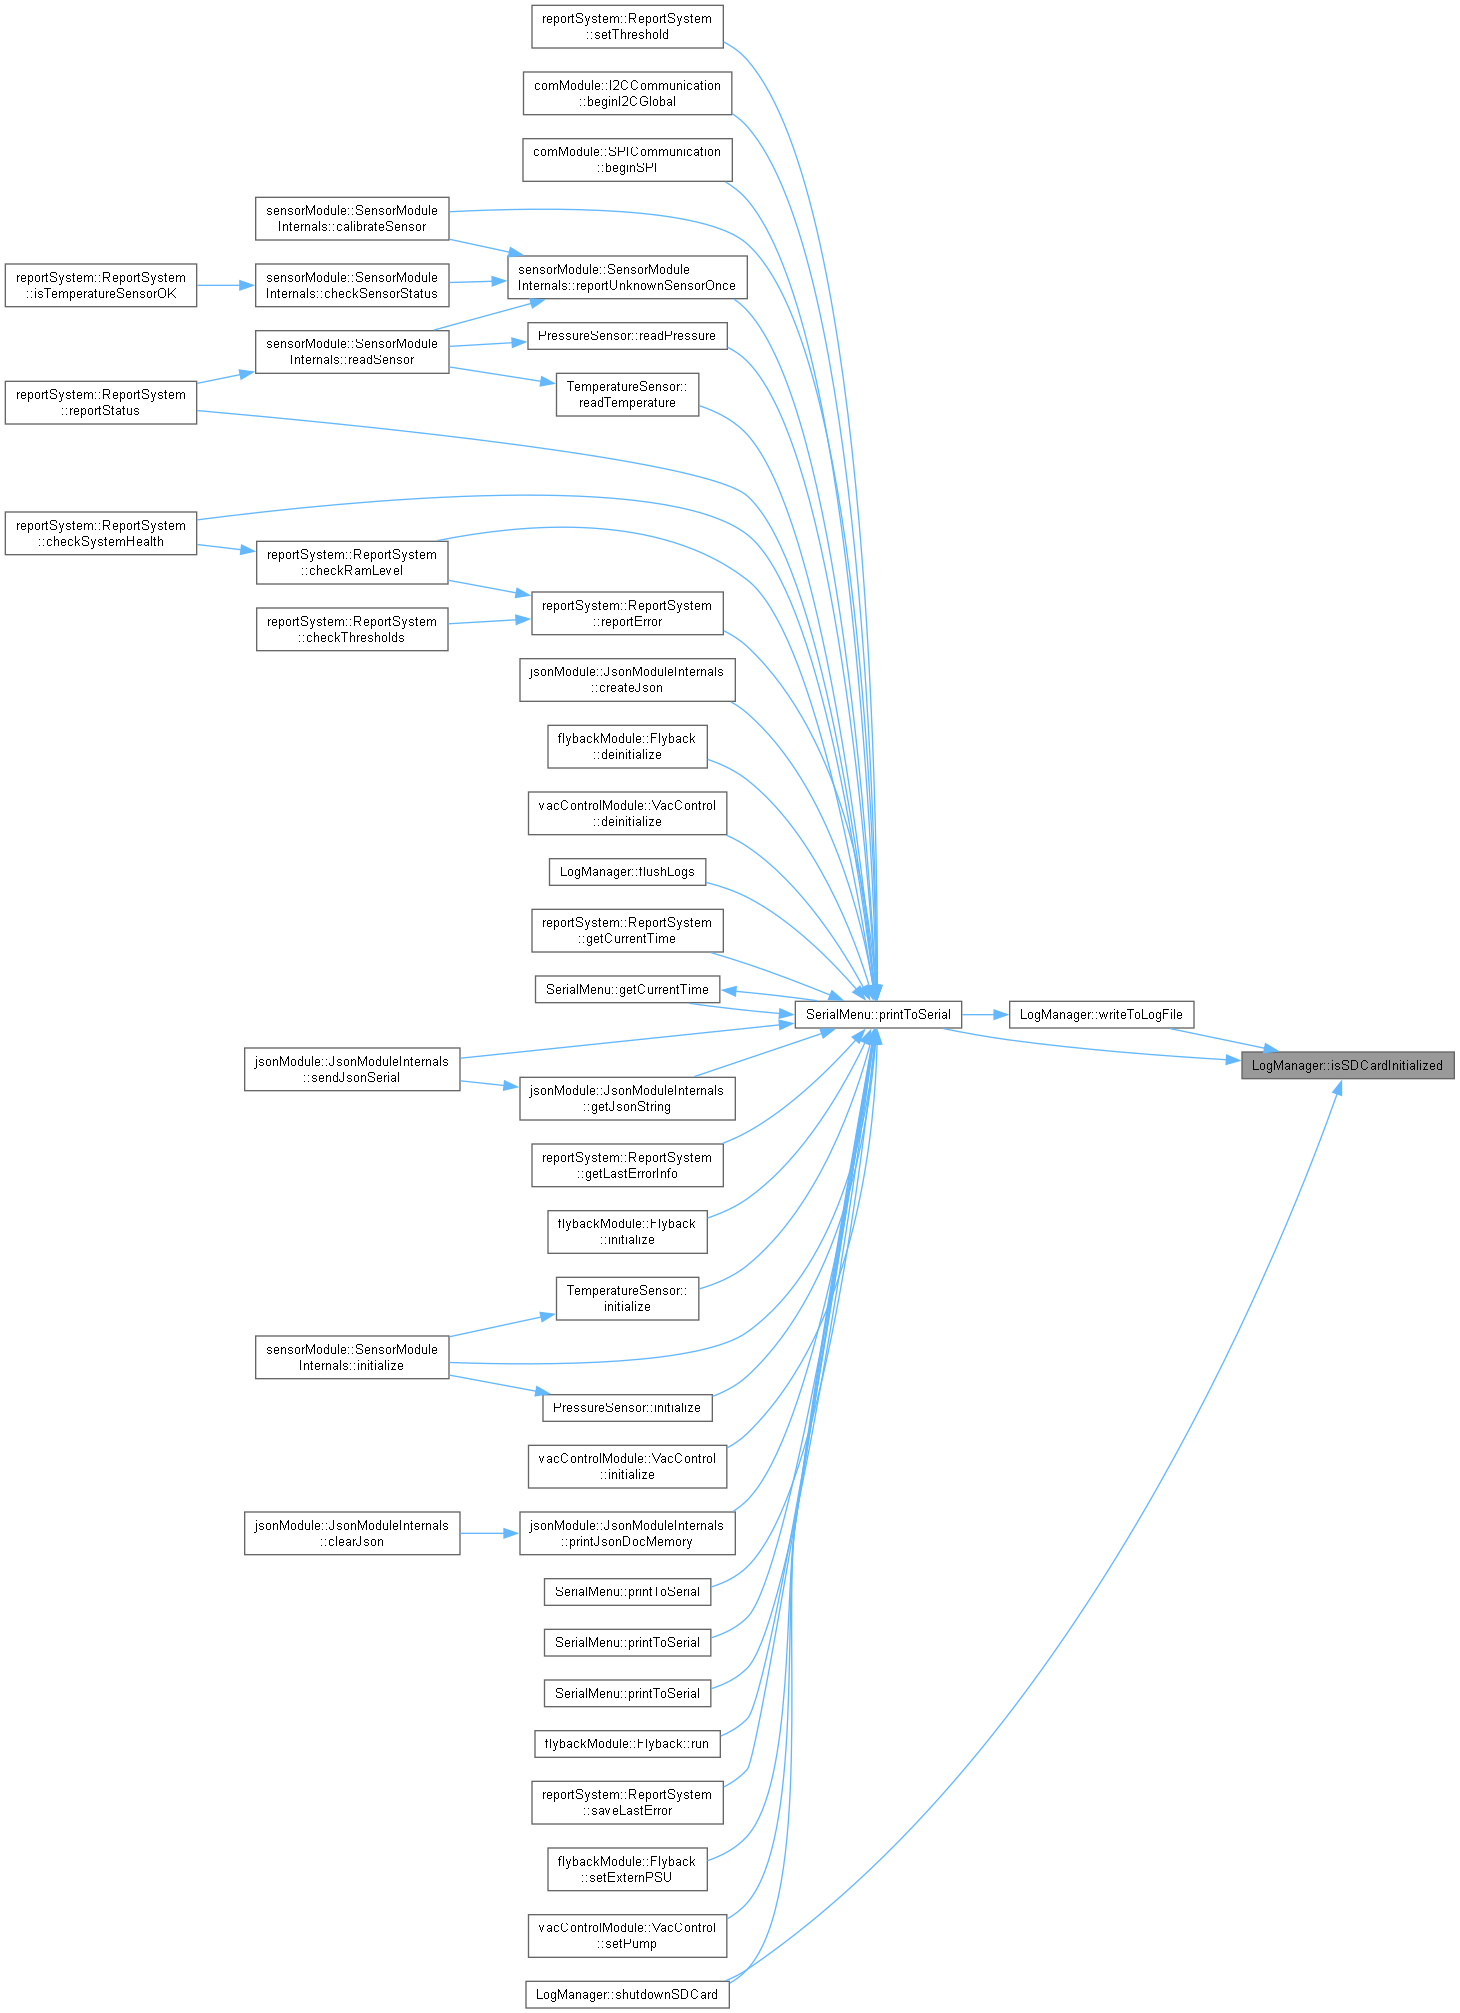 reportSystem::ReportSystem
::setThreshold
comModule::I2CCommunication
::beginI2CGlobal
comModule::SPICommunication
::beginSPI
sensorModule::SensorModule
Internals::calibrateSensor
sensorModule::SensorModule
Internals::reportUnknownSensorOnce
reportSystem::ReportSystem
::isTemperatureSensorOK
sensorModule::SensorModule
Internals::checkSensorStatus
PressureSensor::readPressure
sensorModule::SensorModule
Internals::readSensor
TemperatureSensor::
readTemperature
reportSystem::ReportSystem
::reportStatus
reportSystem::ReportSystem
::checkSystemHealth
reportSystem::ReportSystem
::checkRamLevel
reportSystem::ReportSystem
::reportError
reportSystem::ReportSystem
::checkThresholds
jsonModule::JsonModuleInternals
::createJson
flybackModule::Flyback
::deinitialize
vacControlModule::VacControl
::deinitialize
LogManager::flushLogs
reportSystem::ReportSystem
::getCurrentTime
SerialMenu::getCurrentTime
SerialMenu::printToSerial
LogManager::writeToLogFile
LogManager::isSDCardInitialized
jsonModule::JsonModuleInternals
::sendJsonSerial
jsonModule::JsonModuleInternals
::getJsonString
reportSystem::ReportSystem
::getLastErrorInfo
flybackModule::Flyback
::initialize
TemperatureSensor::
initialize
sensorModule::SensorModule
Internals::initialize
PressureSensor::initialize
vacControlModule::VacControl
::initialize
jsonModule::JsonModuleInternals
::clearJson
jsonModule::JsonModuleInternals
::printJsonDocMemory
SerialMenu::printToSerial
SerialMenu::printToSerial
SerialMenu::printToSerial
flybackModule::Flyback::run
reportSystem::ReportSystem
::saveLastError
flybackModule::Flyback
::setExternPSU
vacControlModule::VacControl
::setPump
LogManager::shutdownSDCard